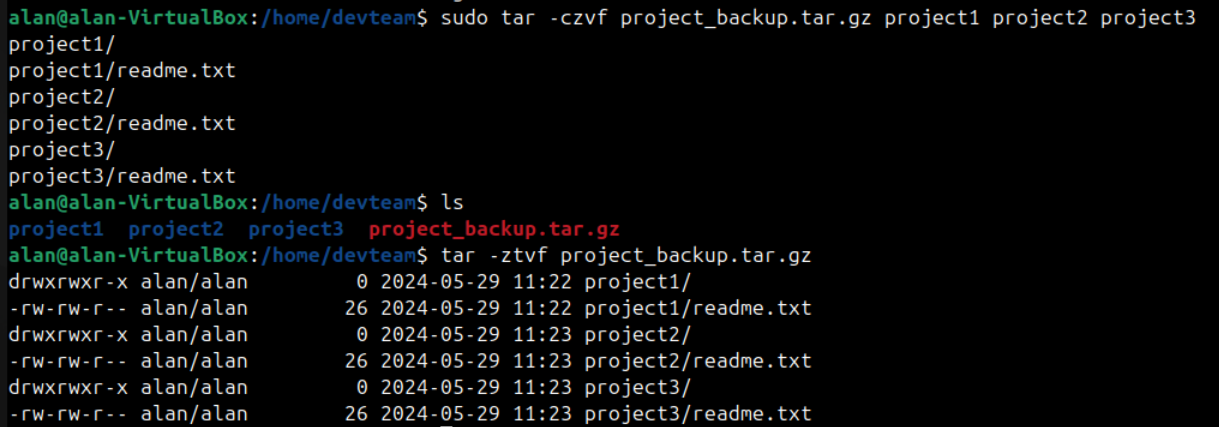 alan@alan-VirtualBox:/home/devteam$ sudo tar -czvf project_backup.tar.gz project1 project2 project3
project1/
project1/readme.txt
project2/
project2/readme.txt
project3/
project3/readme.txt
alan@alan-VirtualBox:/home/devteam$ ls
project1  project2  project3  project_backup.tar.gz
alan@alan-VirtualBox:/home/devteam$ tar -ztvf project_backup.tar.gz
drwxrwxr-x alan/alan         0 2024-05-29 11:22 project1/
-rw-rw-r-- alan/alan        26 2024-05-29 11:22 project1/readme.txt
drwxrwxr-x alan/alan         0 2024-05-29 11:23 project2/
-rw-rw-r-- alan/alan        26 2024-05-29 11:23 project2/readme.txt
drwxrwxr-x alan/alan         0 2024-05-29 11:23 project3/
-rw-rw-r-- alan/alan        26 2024-05-29 11:23 project3/readme.txt